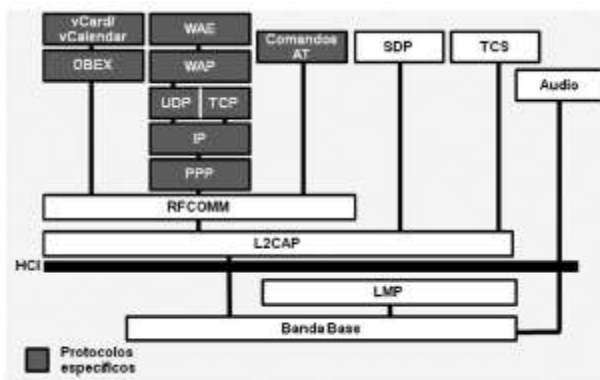 vCard/
vCalendar
WAE
Comandos
AT
SDP
TCS
OBEX
WAP
Audio
UDP TCP
IP
PPP
RFCOMM
L2CAP
HCI
LMP
Banda Base
Protocolos
específicos